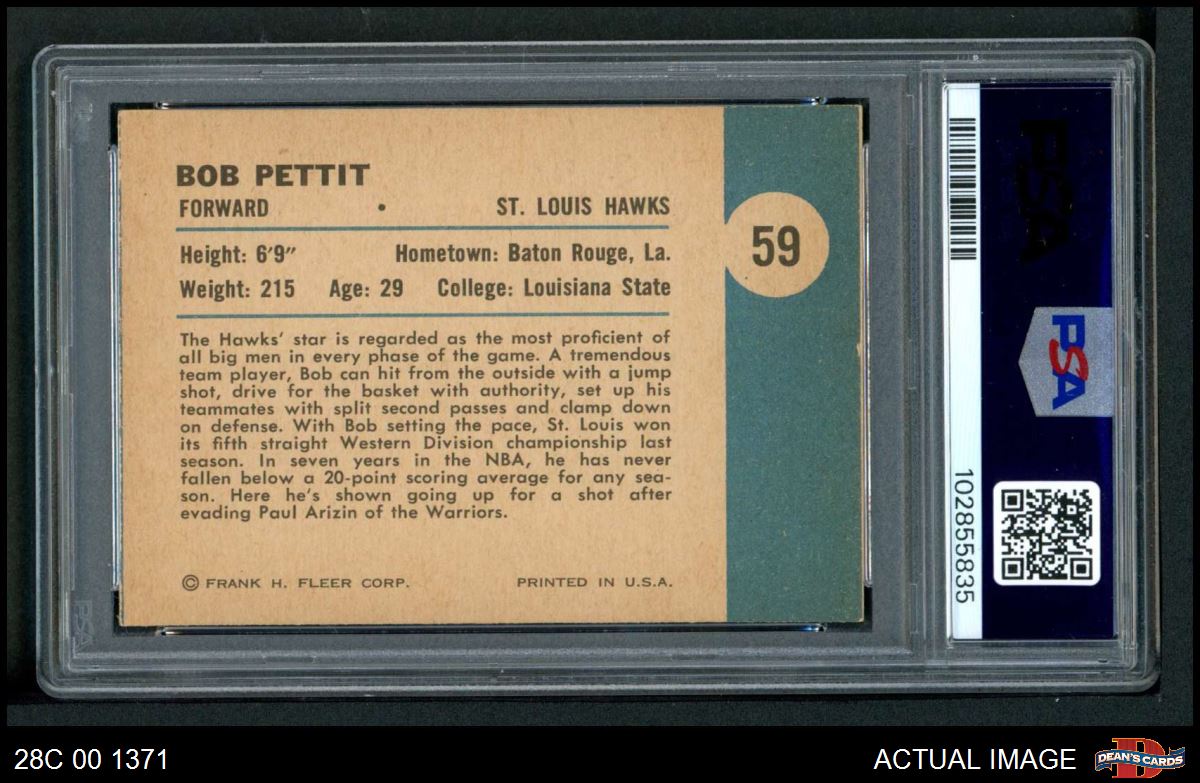 BOB PETTIT
FORWARD • ST. LOUIS HAWKS
Height: 6'9" Hometown: Baton Rouge, La.
Weight: 215 Age: 29 College: Louisiana State
59
The Hawks' star is regarded as the most proficient of
all big men in every phase of the game. A tremendous
team player, Bob can hit from the outside with a jump
shot, drive for the basket with authority, set up his
teammates with split second passes and clamp down
on defense. With Bob setting the pace, St. Louis won
its fifth straight Western Division championship last
season. In seven years in the NBA, he has never
fallen below a 20-point scoring average for any sea-
son. Here he's shown going up for a shot after
evading Paul Arizin of the Warriors.
© FRANK H. FLEER CORP. PRINTED IN U.S.A.
PSA
PSA
PSA
102855835
28C 00 1371
ACTUAL IMAGE
D
DEAN'S CARDS